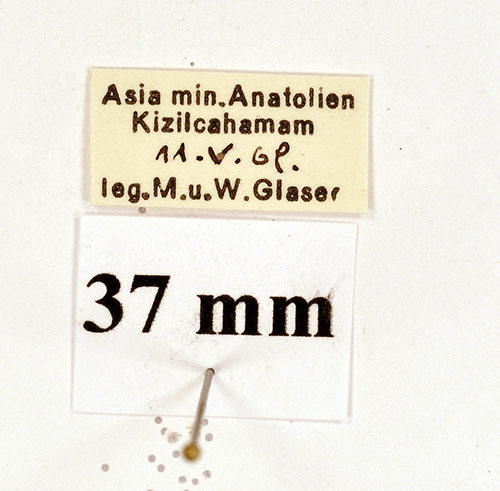 Asia min.Anatolien
Kizilcahamam
11.V.68.
leg.M.u.W.Glaser
37 mm